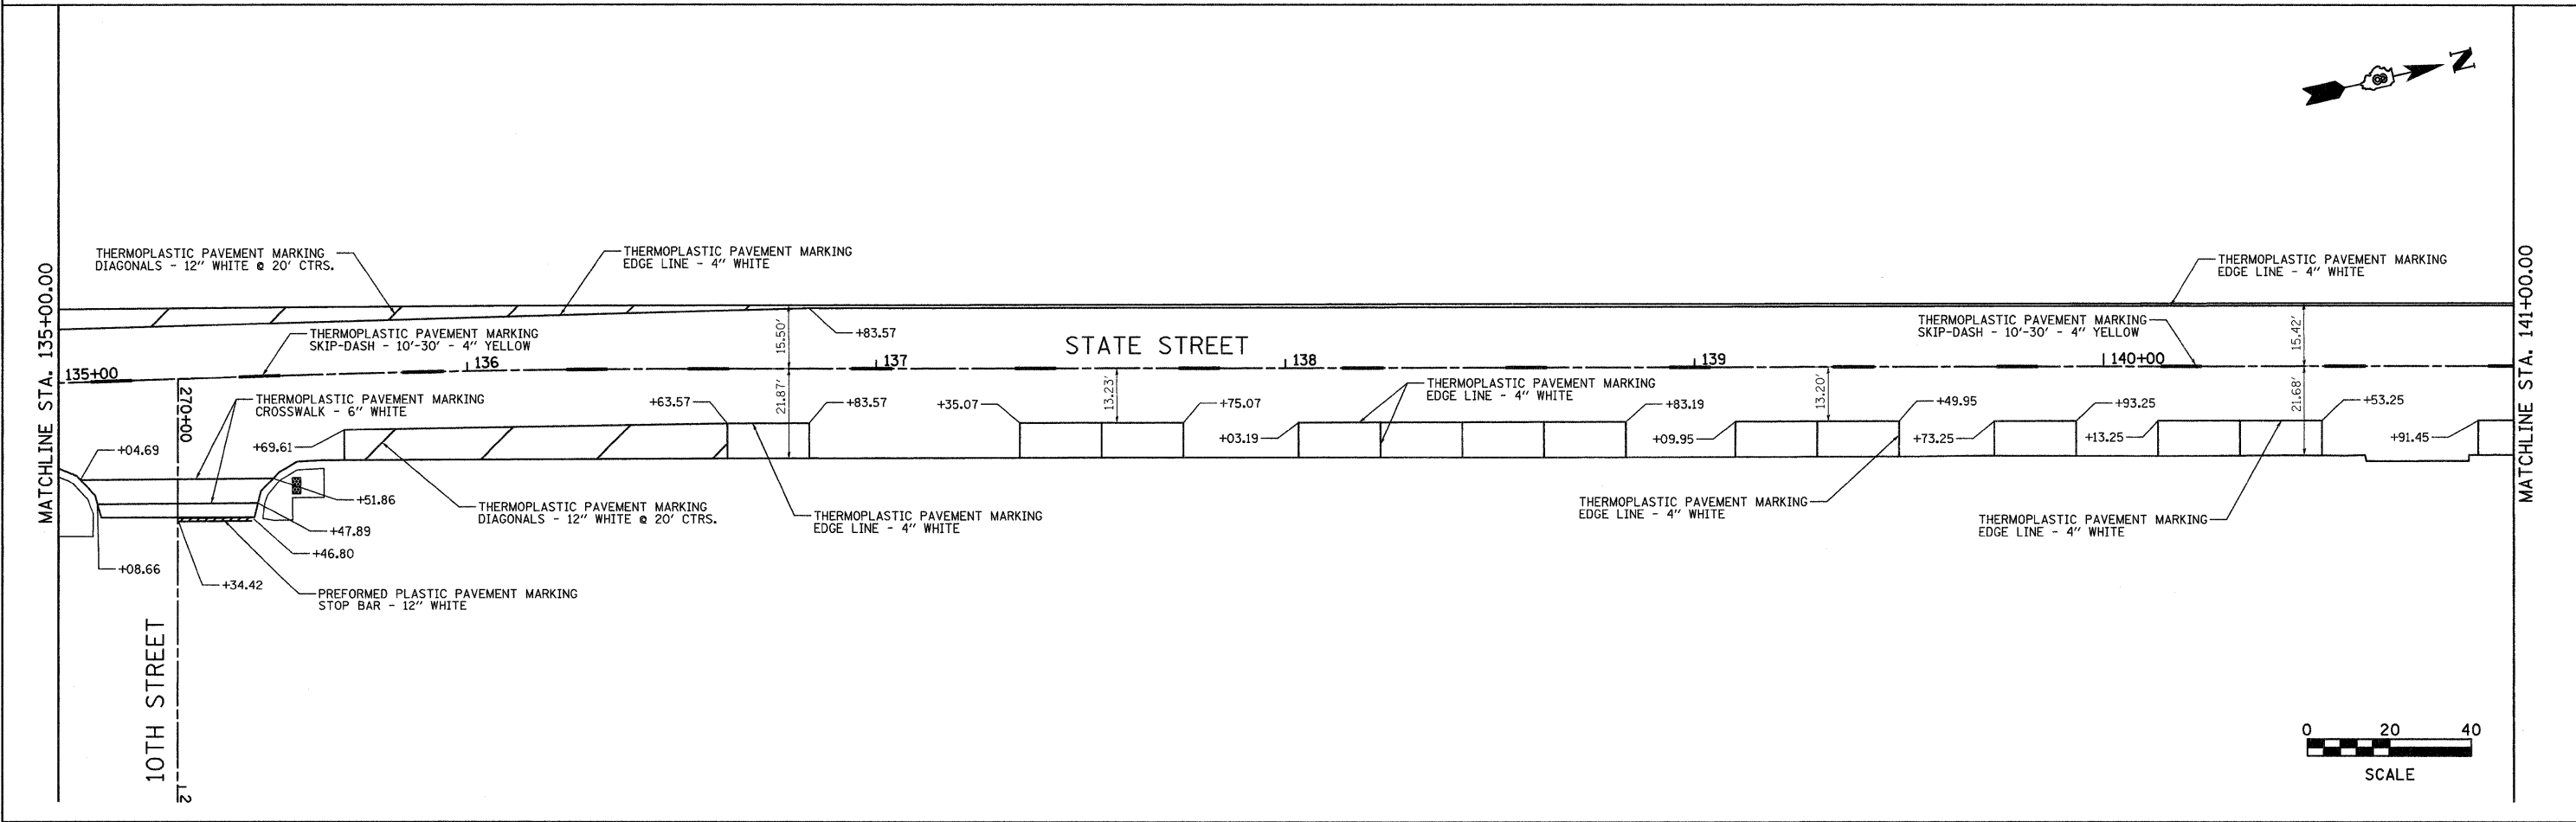 N
MATCHLINE STA. 135+00.00
MATCHLINE STA. 141+00.00
THERMOPLASTIC PAVEMENT MARKING
DIAGONALS - 12" WHITE @ 20' CTRS.
THERMOPLASTIC PAVEMENT MARKING
EDGE LINE - 4" WHITE
THERMOPLASTIC PAVEMENT MARKING
EDGE LINE - 4" WHITE
THERMOPLASTIC PAVEMENT MARKING
SKIP-DASH - 10'-30' - 4" YELLOW
+83.57
15.50'
STATE STREET
THERMOPLASTIC PAVEMENT MARKING
SKIP-DASH - 10'-30' - 4" YELLOW
15.42'
135+00
136
137
138
139
140+00
270+00
THERMOPLASTIC PAVEMENT MARKING
CROSSWALK - 6" WHITE
+63.57
21.87'
+83.57
+35.07
13.23'
+75.07
THERMOPLASTIC PAVEMENT MARKING
EDGE LINE - 4" WHITE
+03.19
+83.19
+09.95
13.20'
+49.95
+73.25
+93.25
+13.25
21.68'
+53.25
+91.45
+04.69
+69.61
+51.86
+47.89
+46.80
+08.66
+34.42
THERMOPLASTIC PAVEMENT MARKING
DIAGONALS - 12" WHITE @ 20' CTRS.
THERMOPLASTIC PAVEMENT MARKING
EDGE LINE - 4" WHITE
THERMOPLASTIC PAVEMENT MARKING
EDGE LINE - 4" WHITE
THERMOPLASTIC PAVEMENT MARKING
EDGE LINE - 4" WHITE
PREFORMED PLASTIC PAVEMENT MARKING
STOP BAR - 12" WHITE
10TH STREET
2
0 20 40
SCALE